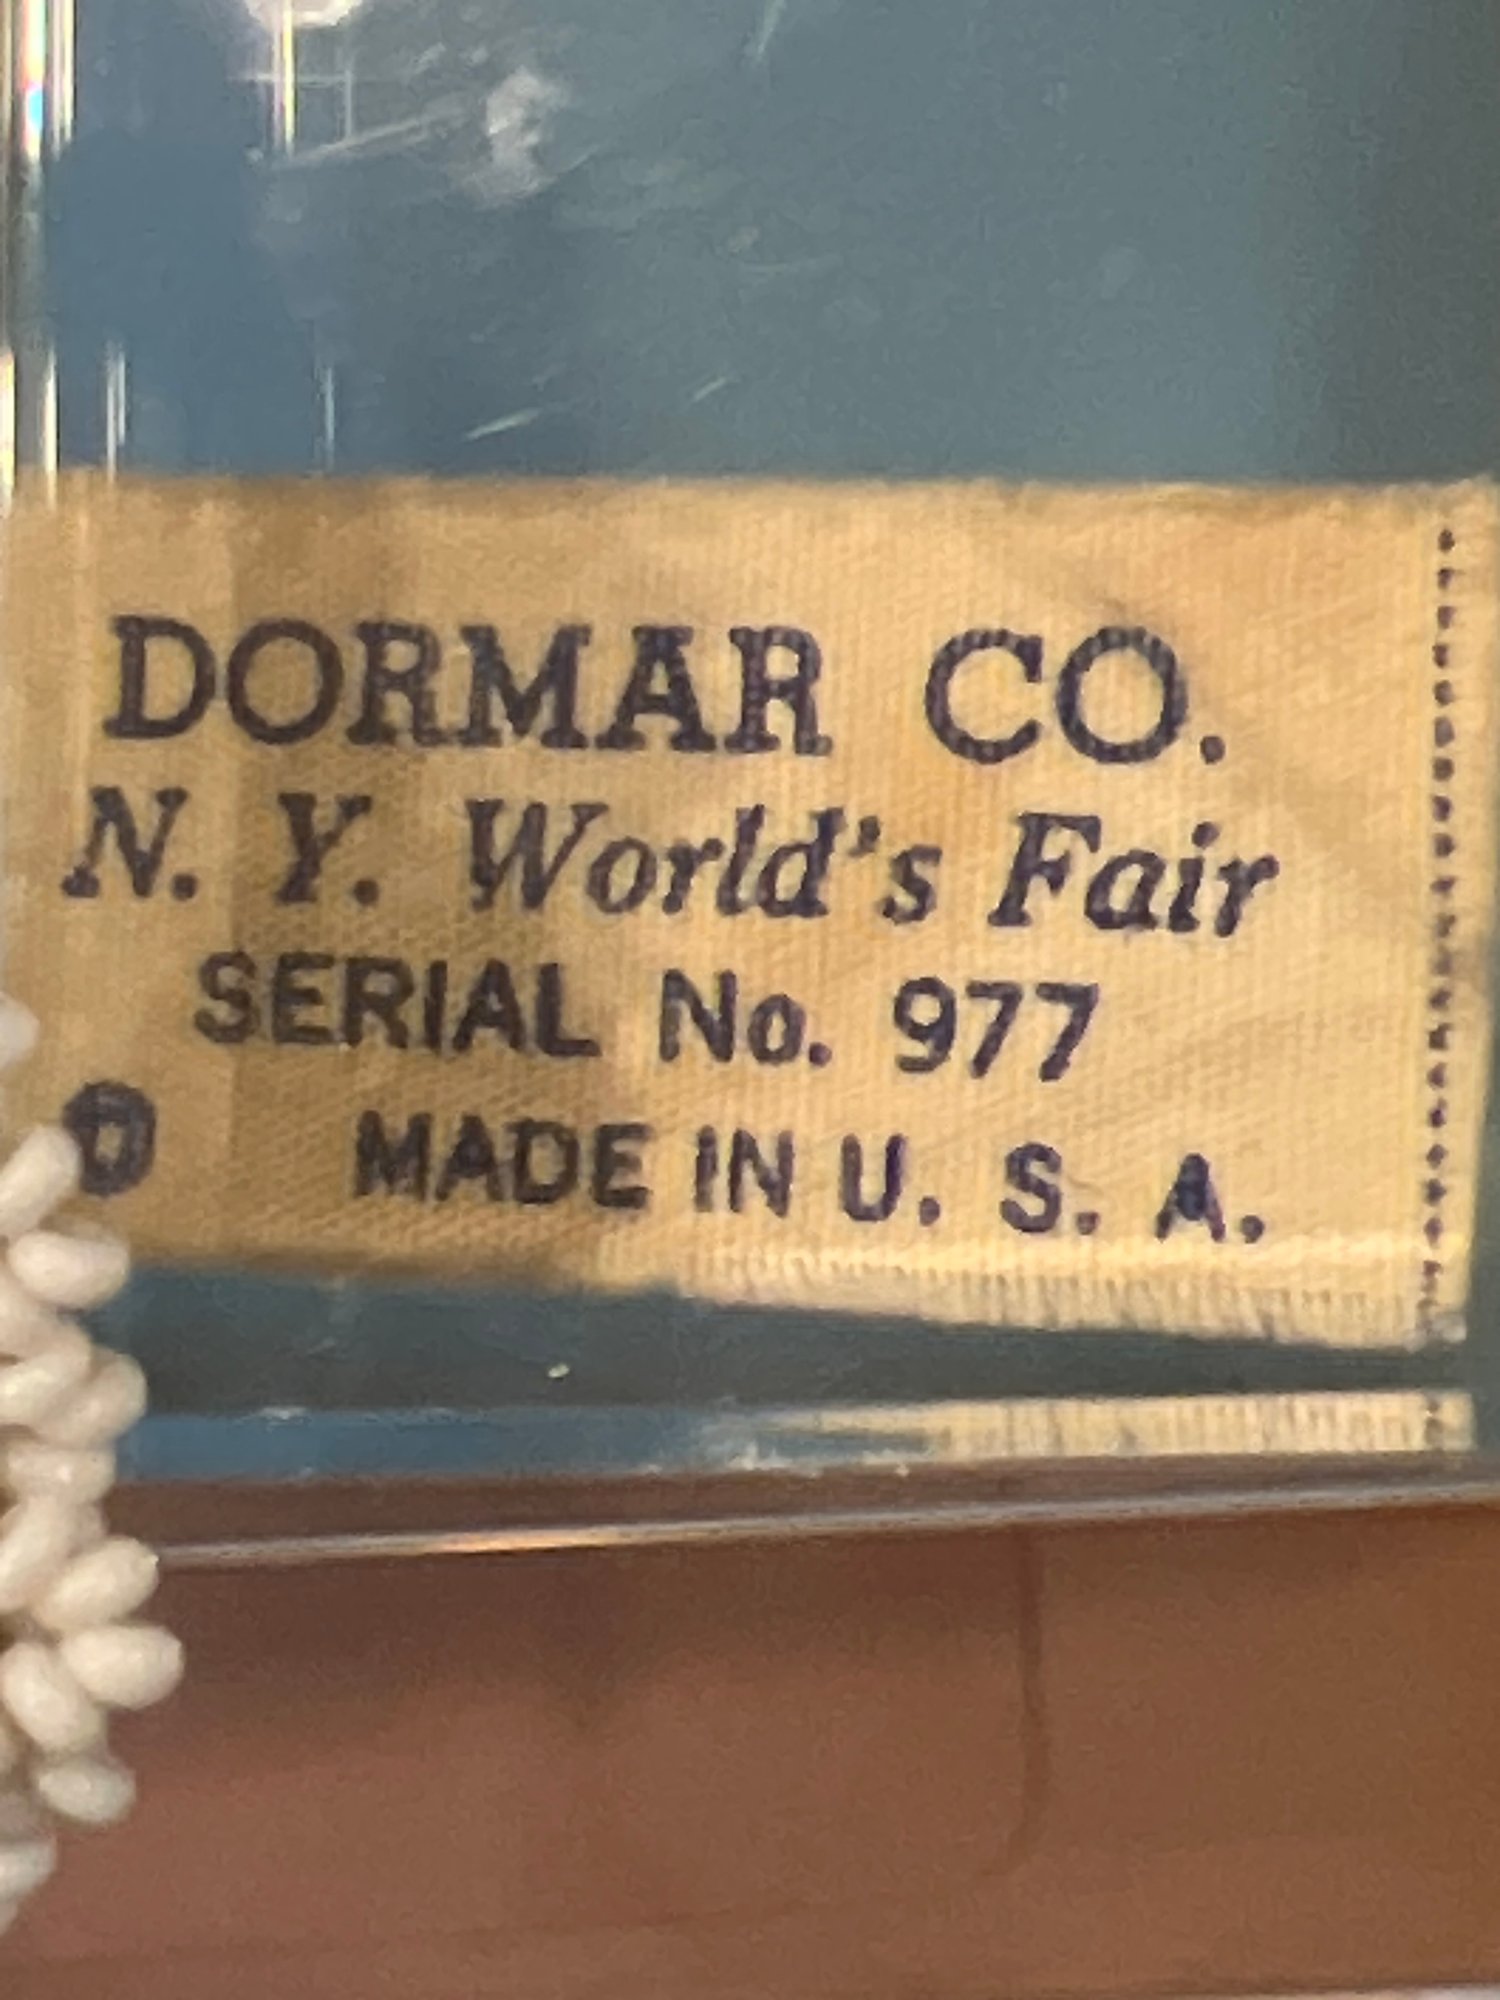 DORMAR CO.
N. Y. World's Fair
SERIAL No. 977
D MADE IN U. S. A.